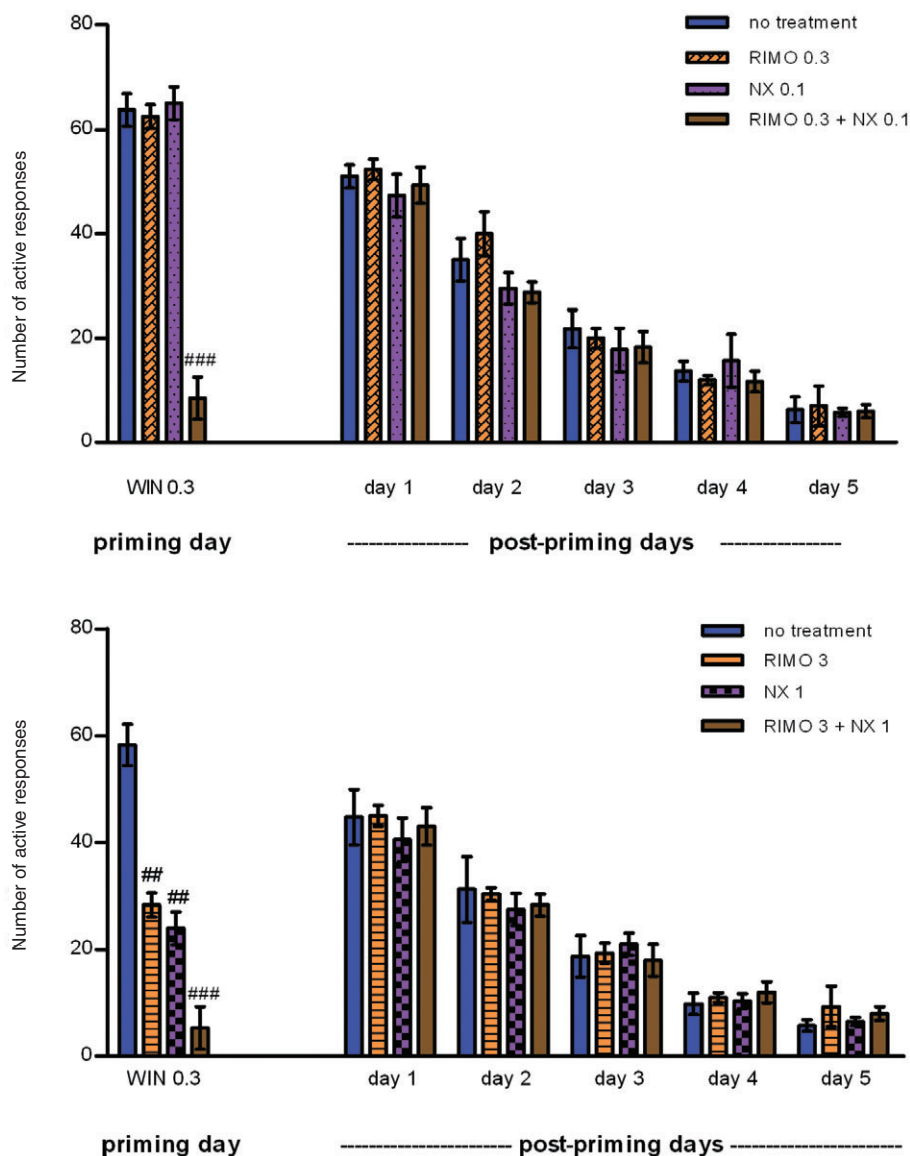 80
60
40
20
0
Number of active responses
no treatment
RIMO 0.3
NX 0.1
RIMO 0.3 + NX 0.1
###
WIN 0.3 day 1 day 2 day 3 day 4 day 5
priming day ------------------ post-priming days ------------------
80
60
40
20
0
Number of active responses
no treatment
RIMO 3
NX 1
RIMO 3 + NX 1
##
##
###
WIN 0.3 day 1 day 2 day 3 day 4 day 5
priming day ------------------------- post-priming days -------------------------